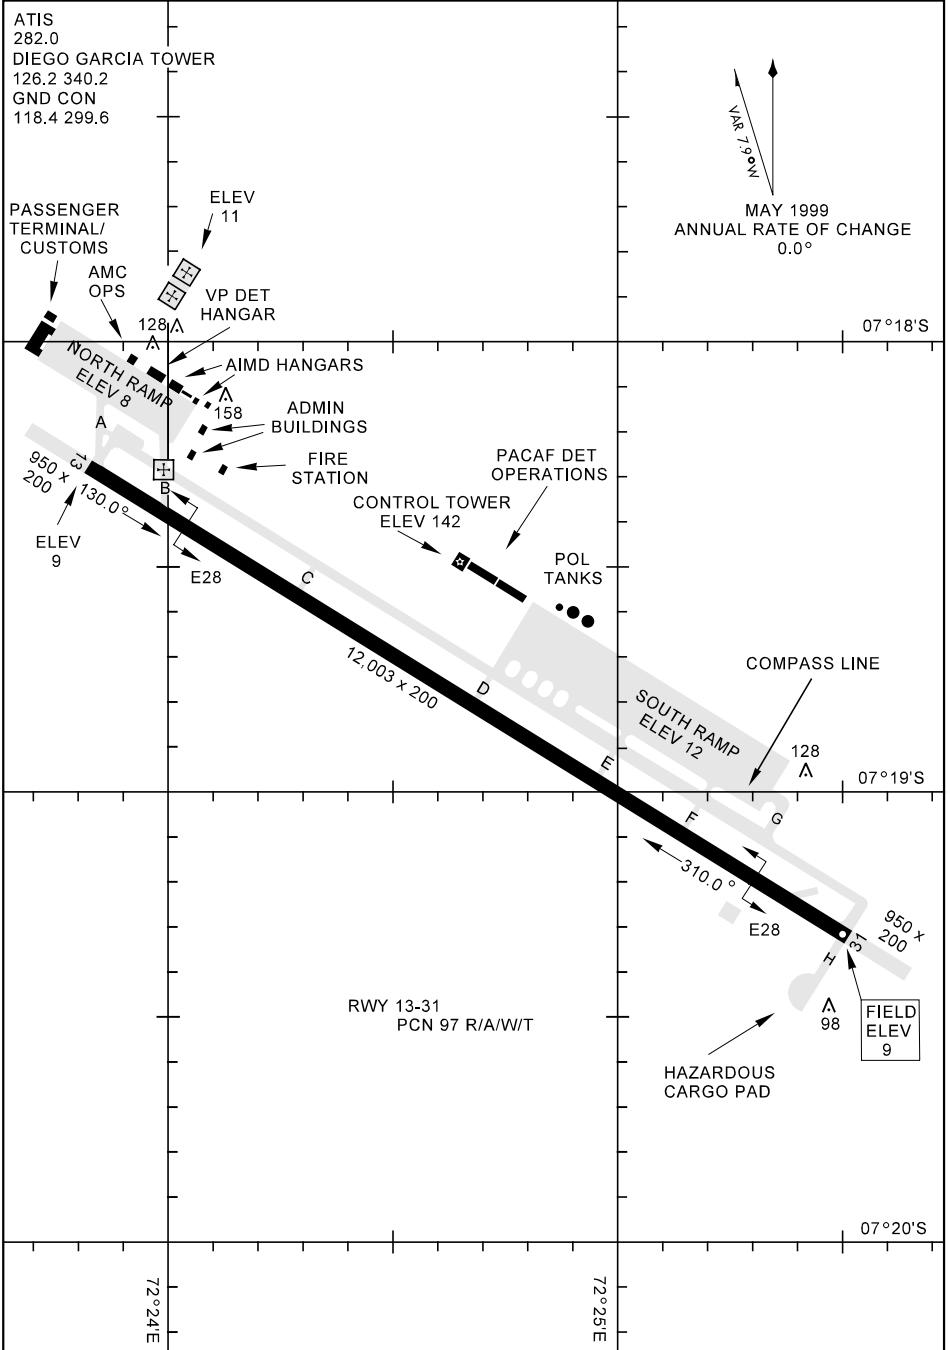 ATIS
282.0
DIEGO GARCIA TOWER
126.2 340.2
GND CON
118.4 299.6
VAR 7.9°W
MAY 1999
ANNUAL RATE OF CHANGE
0.0°
ELEV
11
PASSENGER
TERMINAL/
CUSTOMS
AMC
OPS
VP DET
HANGAR
128
07°18'S
NORTH RAMP
ELEV 8
AIMD HANGARS
158
ADMIN
BUILDINGS
A
FIRE
STATION
13
950 x
200
130.0°
B
ELEV
9
E28
PACAF DET
OPERATIONS
CONTROL TOWER
ELEV 142
POL
TANKS
C
12,003 x 200
D
COMPASS LINE
SOUTH RAMP
ELEV 12
128
E
07°19'S
F
G
310.0°
E28
950 x
200
31
H
RWY 13-31
PCN 97 R/A/W/T
98
FIELD
ELEV
9
HAZARDOUS
CARGO PAD
07°20'S
72°24'E
72°25'E